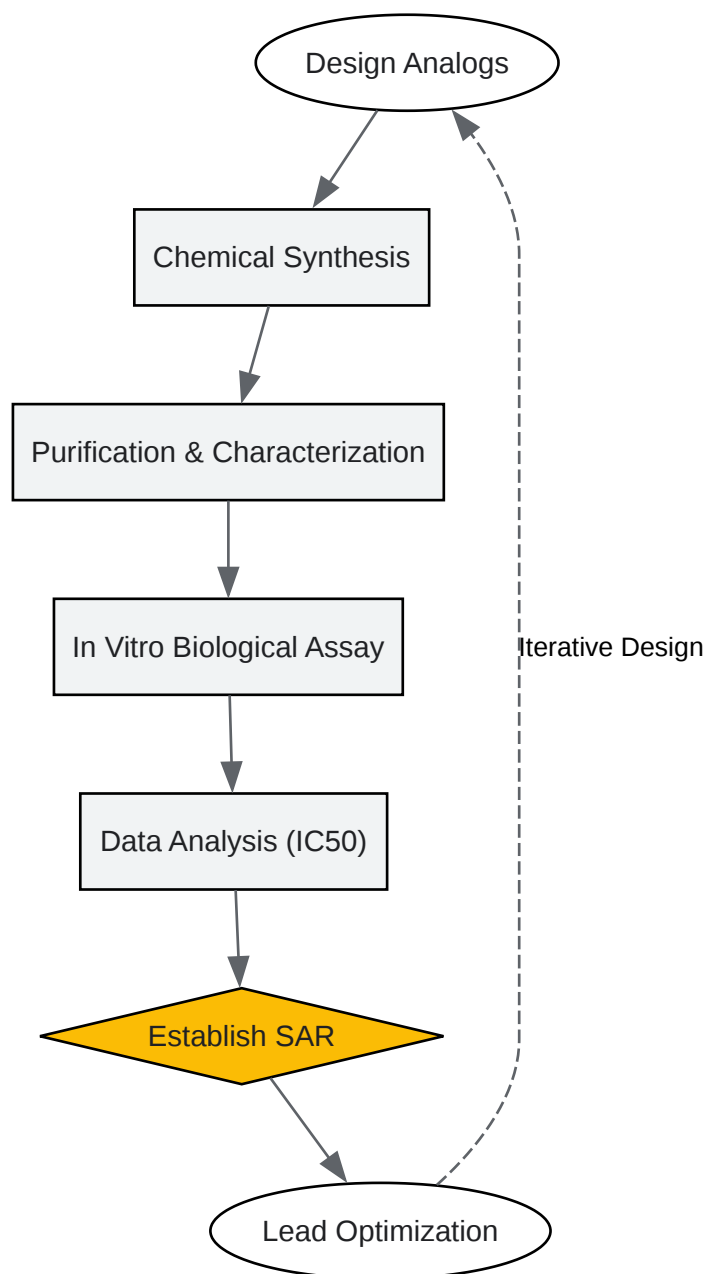 Design Analogs
Chemical Synthesis
Purification & Characterization
In Vitro Biological Assay
Iterative Design
Data Analysis (IC50)
Establish SAR
Lead Optimization